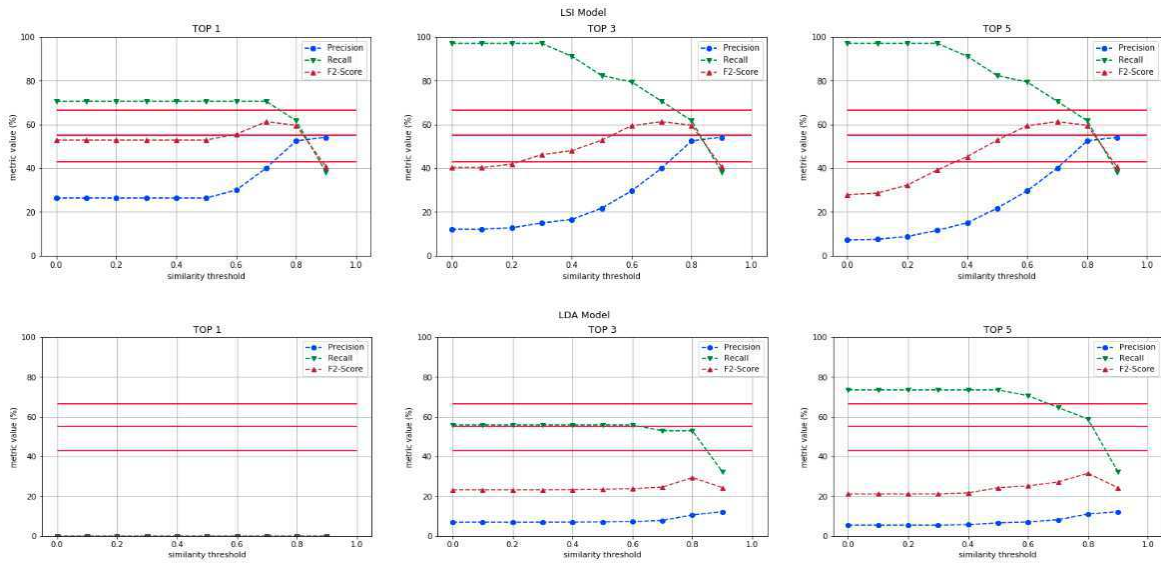 LSI Model
TOP 1
100
80
60
40
20
0
metric value (%)
Precision
Recall
F2-Score
0.0 0.2 0.4 0.6 0.8 1.0
similarity threshold
TOP 3
100
80
60
40
20
0
metric value (%)
Precision
Recall
F2-Score
0.0 0.2 0.4 0.6 0.8 1.0
similarity threshold
TOP 5
100
80
60
40
20
0
metric value (%)
Precision
Recall
F2-Score
0.0 0.2 0.4 0.6 0.8 1.0
similarity threshold
LDA Model
TOP 1
100
80
60
40
20
0
metric value (%)
Precision
Recall
F2-Score
0.0 0.2 0.4 0.6 0.8 1.0
similarity threshold
TOP 3
100
80
60
40
20
0
metric value (%)
Precision
Recall
F2-Score
0.0 0.2 0.4 0.6 0.8 1.0
similarity threshold
TOP 5
100
80
60
40
20
0
metric value (%)
Precision
Recall
F2-Score
0.0 0.2 0.4 0.6 0.8 1.0
similarity threshold